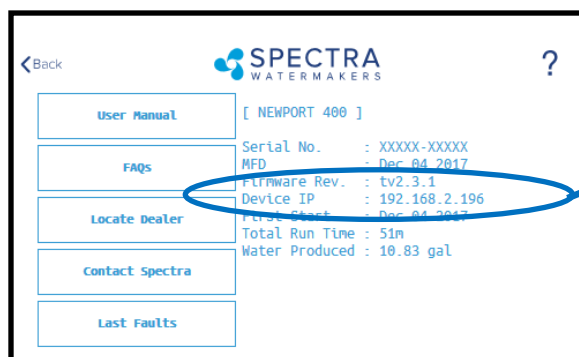 Back
SPECTRA
WATERMAKERS
?
User Manual
FAQs
Locate Dealer
Contact Spectra
Last Faults
[ NEWPORT 400 ]
Serial No. : XXXXX-XXXXX
MFD : Dec 04 2017
Firmware Rev. : tv2.3.1
Device IP : 192.168.2.196
First Start : Dec 04 2017
Total Run Time : 51m
Water Produced : 10.83 gal